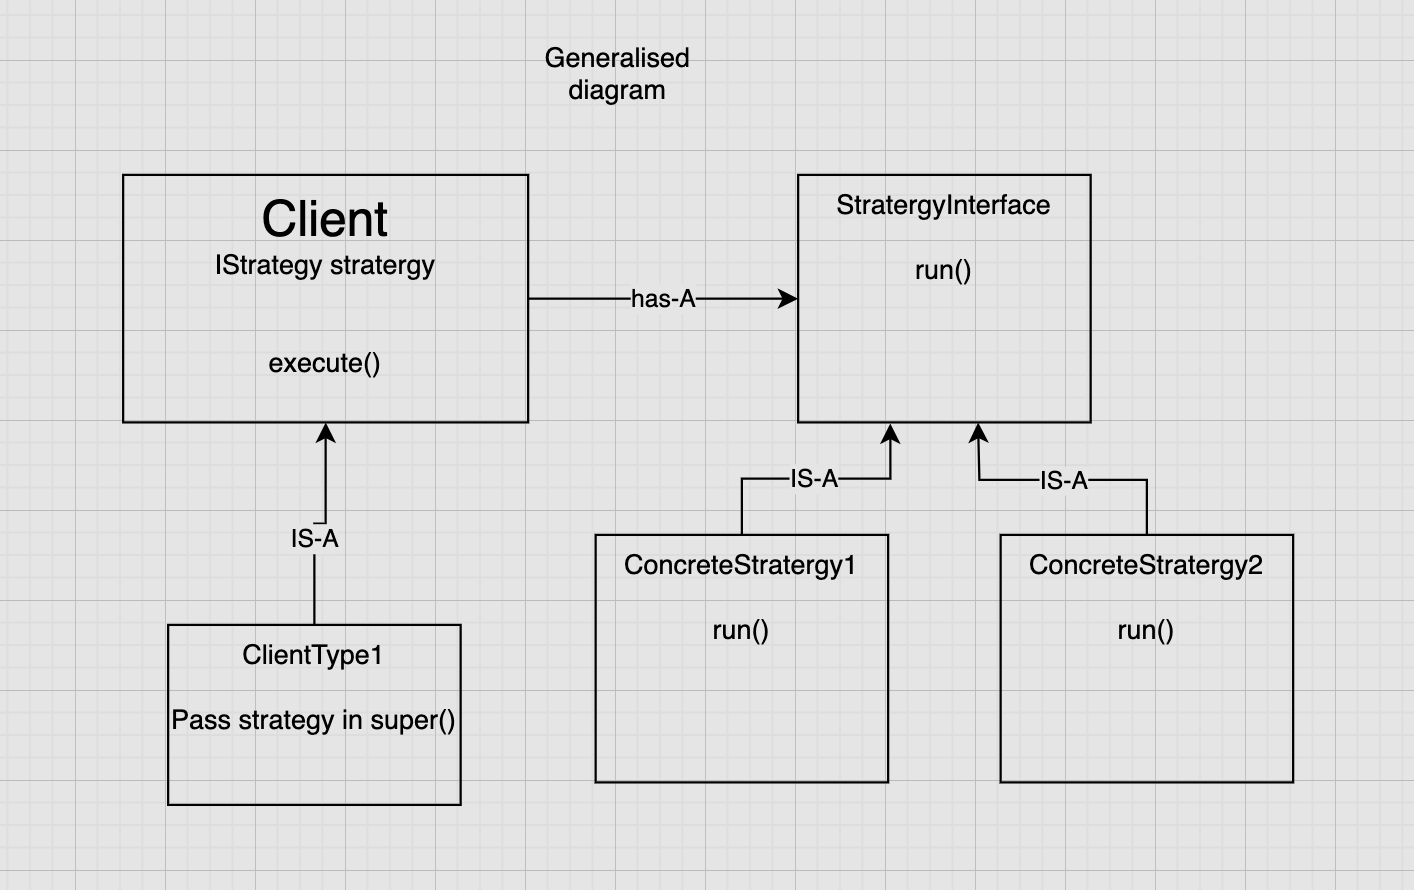 Generalised
diagram
Client
IStrategy stratergy
execute()
has-A
StratergyInterface
run()
IS-A
IS-A
IS-A
ClientType1
Pass strategy in super()
ConcreteStratergy1
run()
ConcreteStratergy2
run()